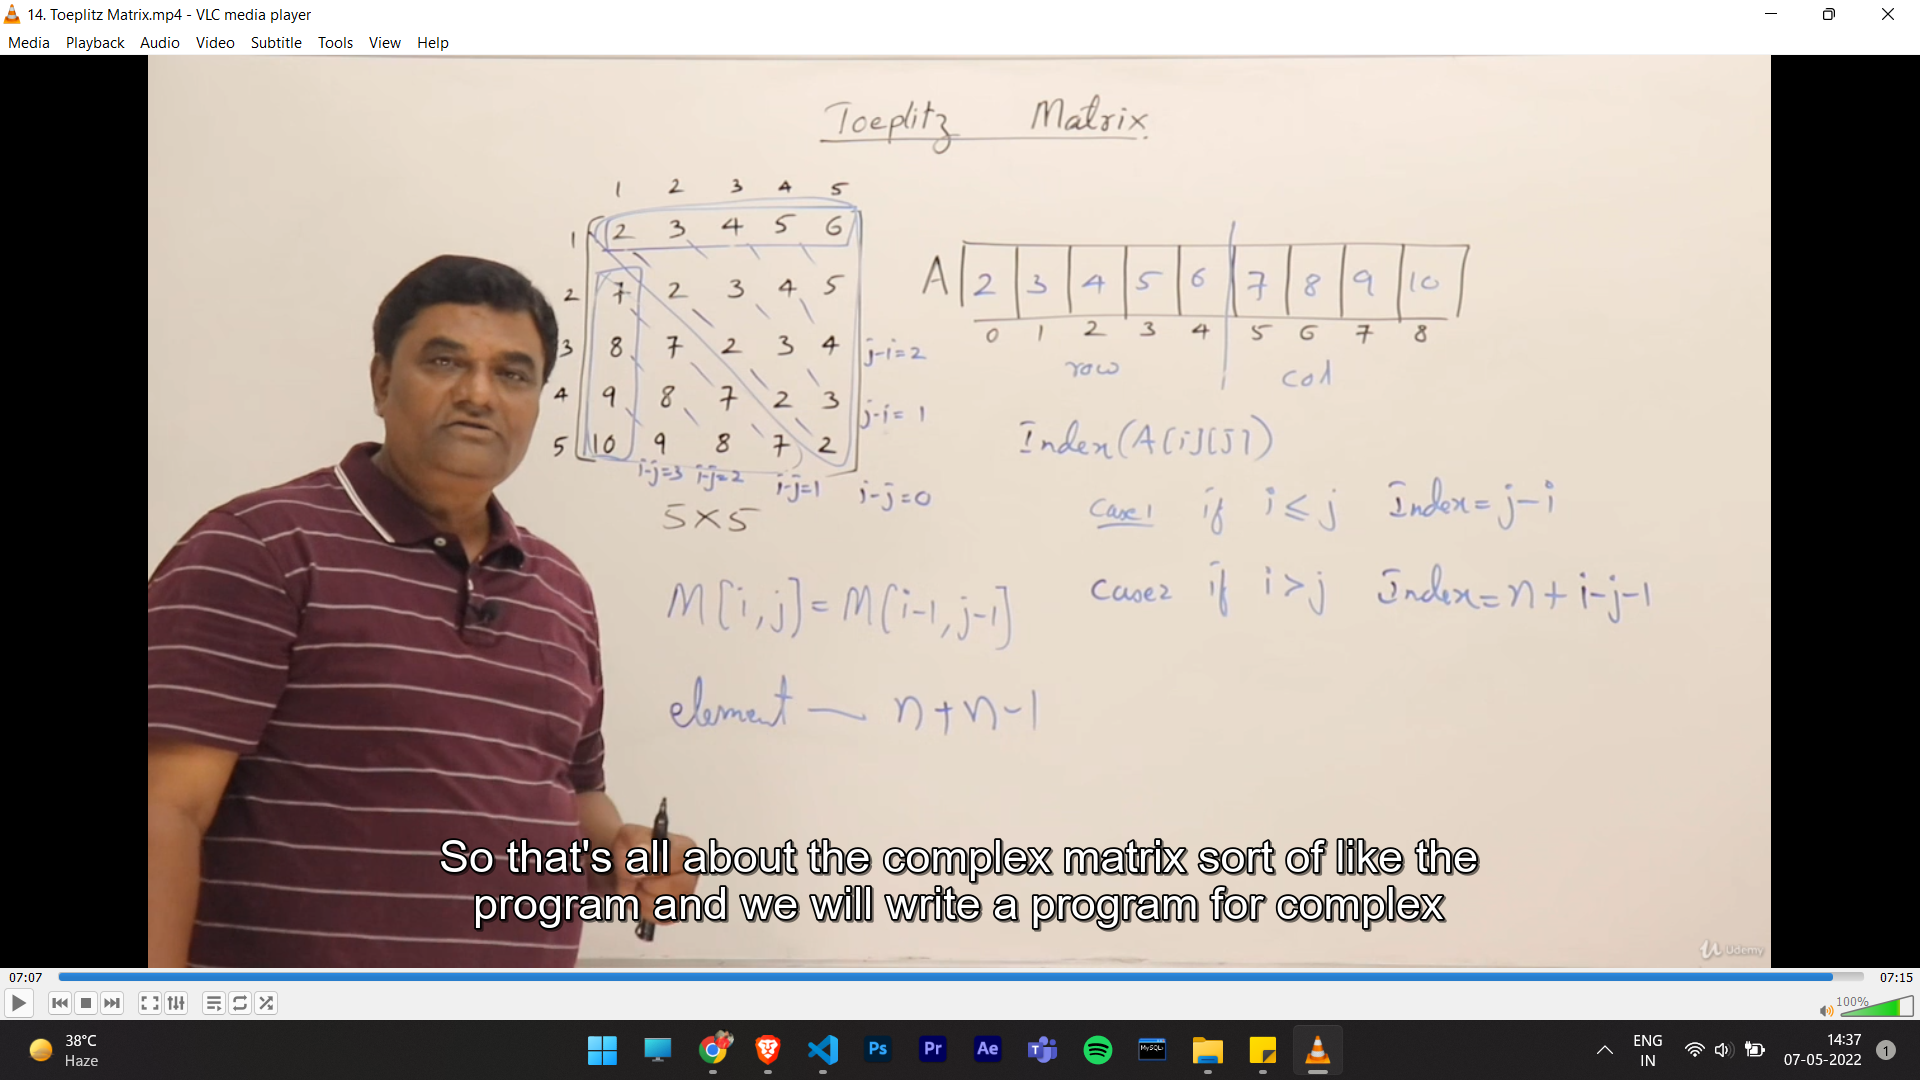 14. Toeplitz Matrix.mp4 - VLC media player
Media Playback Audio Video Subtitle Tools View Help
Toeplitz Matrix
1 2 3 4 5
1 2 3 4 5 6
2 7 2 3 4 5
3 8 7 2 3 4 j-i=2
4 9 8 7 2 3 j-i=1
5 10 9 8 7 2
i-j=3 i-j=2 i-j=1 i-j=0
5×5
M[i,j]=M[i-1,j-1]
element — n+n-1
A 2 3 4 5 6 7 8 9 10
0 1 2 3 4 5 6 7 8
row col
Index(A[i][j])
Case1 if i≤j Index=j-i
Case2 if i>j Index=n+i-j-1
So that's all about the complex matrix sort of like the
program and we will write a program for complex
Udemy
07:07 07:15
100%
38°C
Haze
Ps Pr Ae
MySQL
ENG
IN
14:37
07-05-2022
1